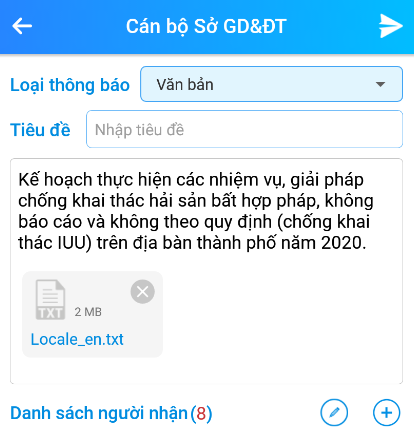 Cán bộ Sở GD&ĐT
Loại thông báo
Văn bản
Tiêu đề
Nhập tiêu đề
Kế hoạch thực hiện các nhiệm vụ, giải pháp
chống khai thác hải sản bất hợp pháp, không
báo cáo và không theo quy định (chống khai
thác IUU) trên địa bàn thành phố năm 2020.
TXT
2 MB
Locale_en.txt
Danh sách người nhận (8)